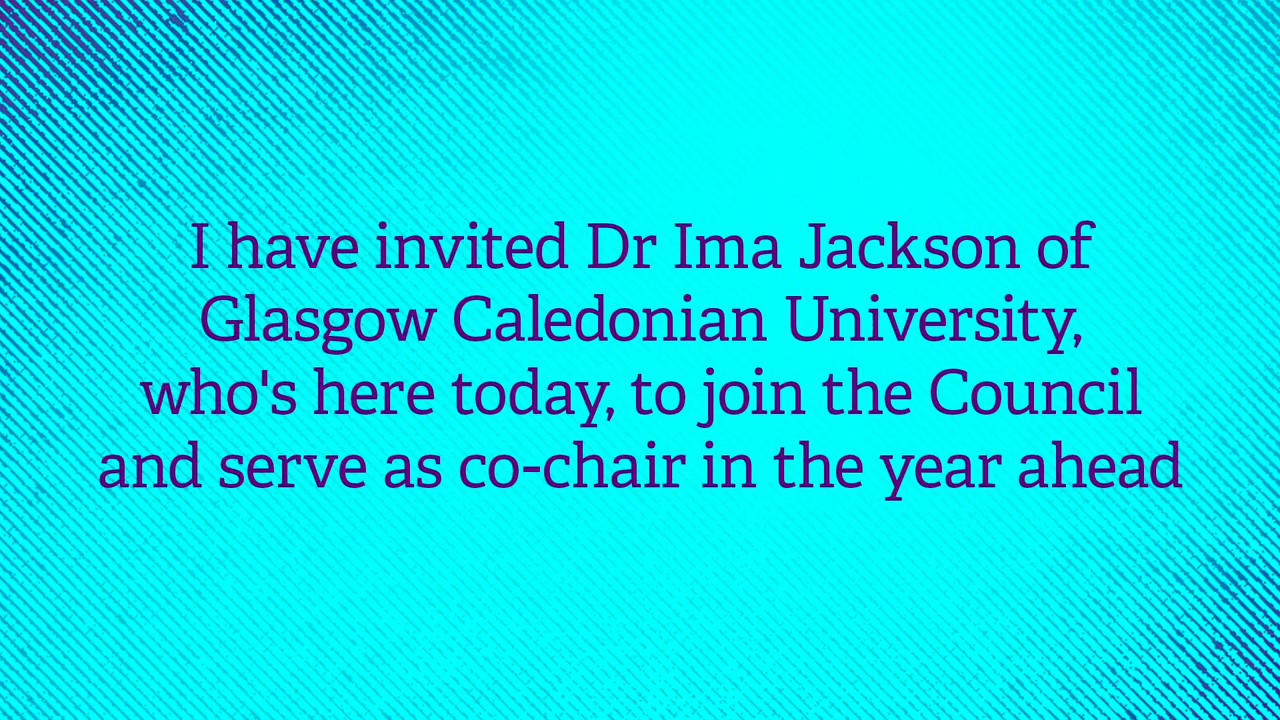 I have invited Dr Ima Jackson of
Glasgow Caledonian University,
who's here today, to join the Council
and serve as co-chair in the year ahead